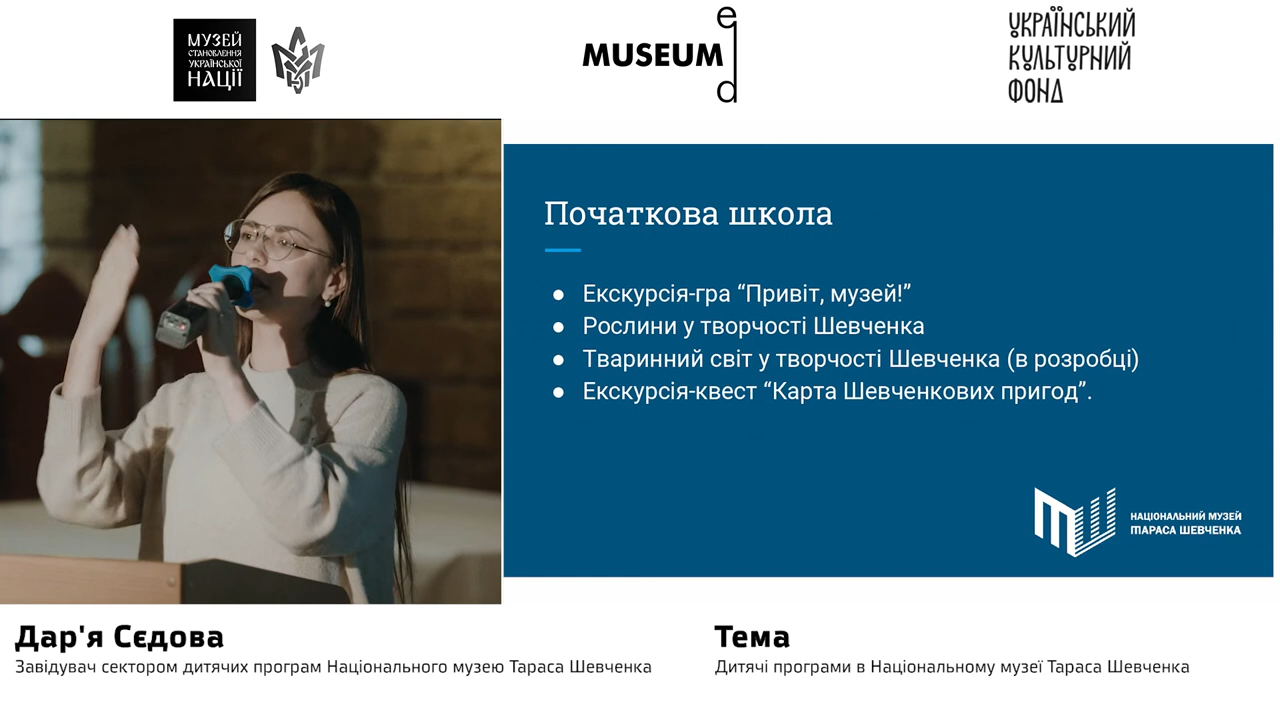 МУЗЕЙ
СТАНОВЛЕННЯ
УКРАЇНСЬКОЇ
НАЦІЇ
MUSEUM
ed
УКРАЇНСЬКИЙ
КУЛЬТУРНИЙ
ФОНД
Початкова школа
● Екскурсія-гра “Привіт, музей!”
● Рослини у творчості Шевченка
● Тваринний світ у творчості Шевченка (в розробці)
● Екскурсія-квест “Карта Шевченкових пригод”.
НАЦІОНАЛЬНИЙ МУЗЕЙ
ТАРАСА ШЕВЧЕНКА
Дар'я Сєдова
Завідувач сектором дитячих програм Національного музею Тараса Шевченка
Тема
Дитячі програми в Національному музеї Тараса Шевченка